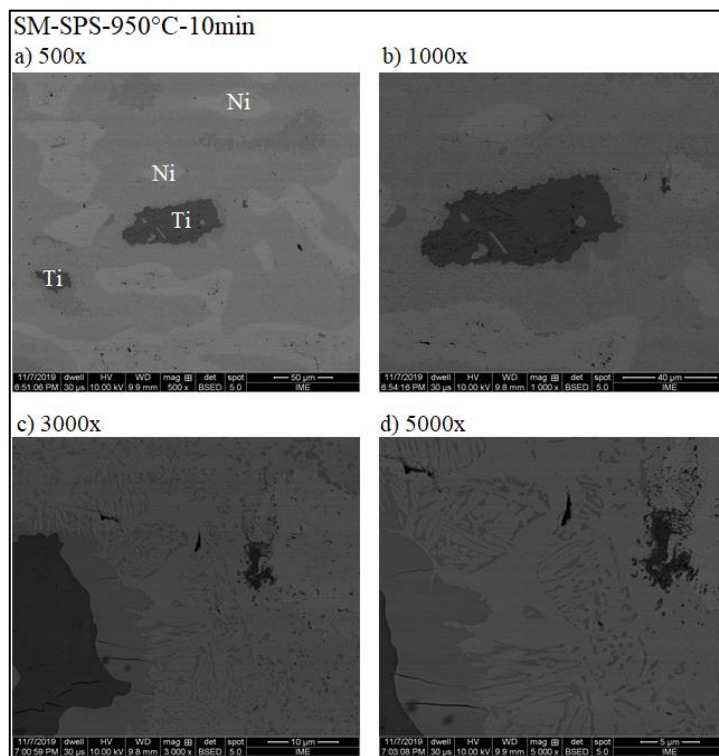 SM-SPS-950°C-10min
a) 500x
b) 1000x
Ni
Ni
Ti
Ti
11/7/2019 dwell HV WD mag ⊞ det spot
6:51:06 PM 30 µs 10.00 kV 9.9 mm 500 x BSED 5.0
50 µm
IME
11/7/2019 dwell HV WD mag ⊞ det spot
6:54:16 PM 30 µs 10.00 kV 9.9 mm 1 000 x BSED 5.0
40 µm
IME
c) 3000x
d) 5000x
11/7/2019 dwell HV WD mag ⊞ det spot
7:00:59 PM 30 µs 10.00 kV 9.8 mm 3 000 x BSED 5.0
10 µm
IME
11/7/2019 dwell HV WD mag ⊞ det spot
7:03:08 PM 30 µs 10.00 kV 9.8 mm 5 000 x BSED 5.0
5 µm
IME